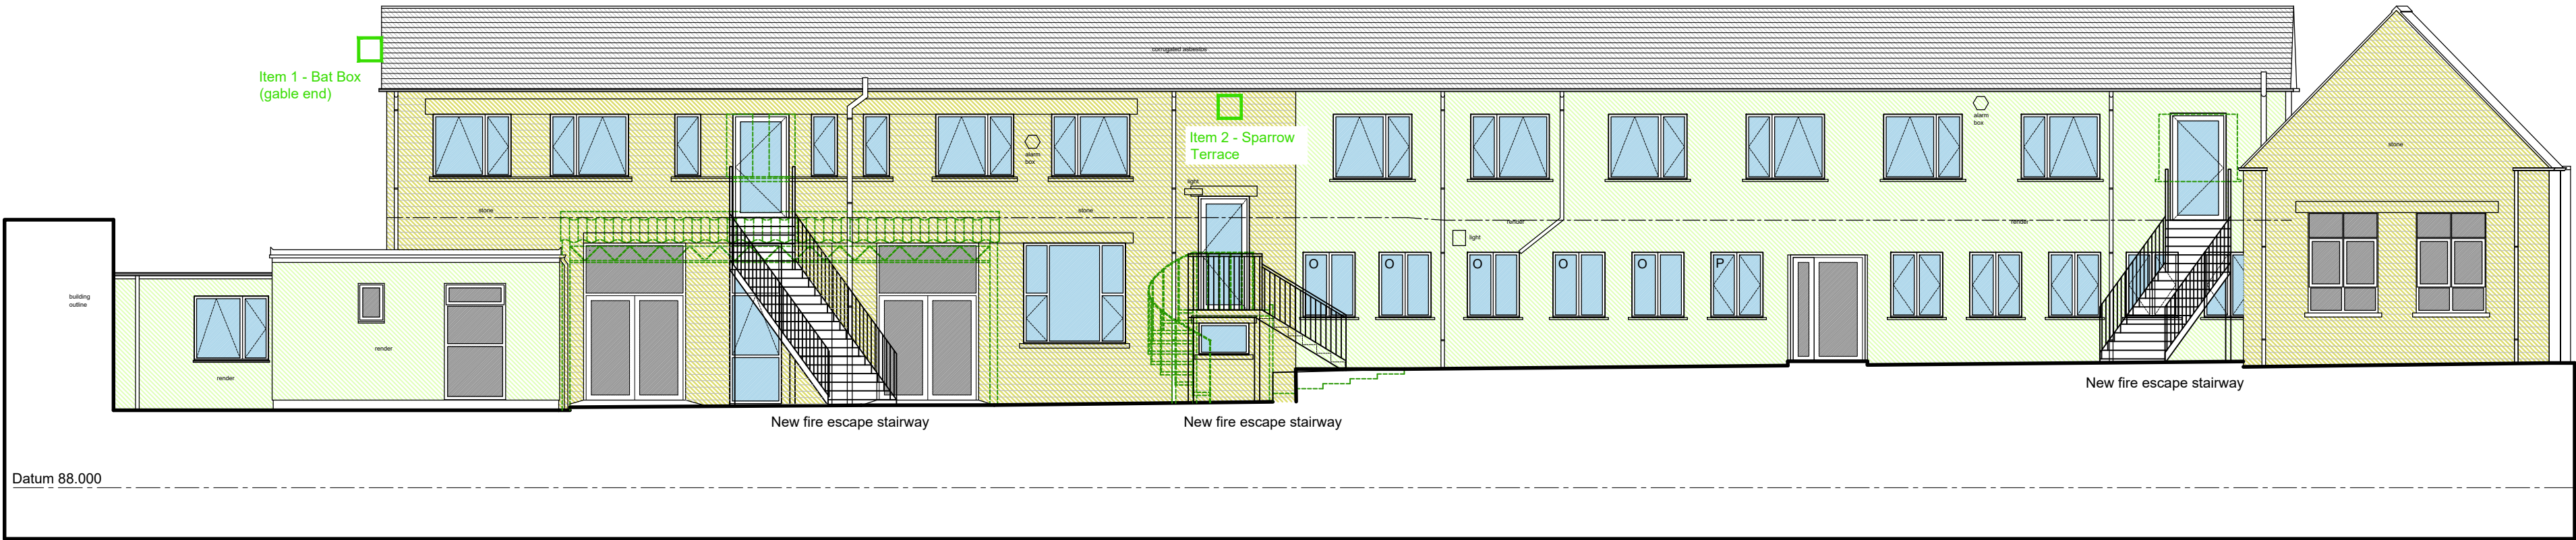 corrugated asbestos
Item 1 - Bat Box
(gable end)
alarm
box
Item 2 - Sparrow
Terrace
alarm
box
stone
light
stone
stone
render
render
light
O
O
O
O
O
P
building
outline
render
render
New fire escape stairway
New fire escape stairway
New fire escape stairway
Datum 88.000